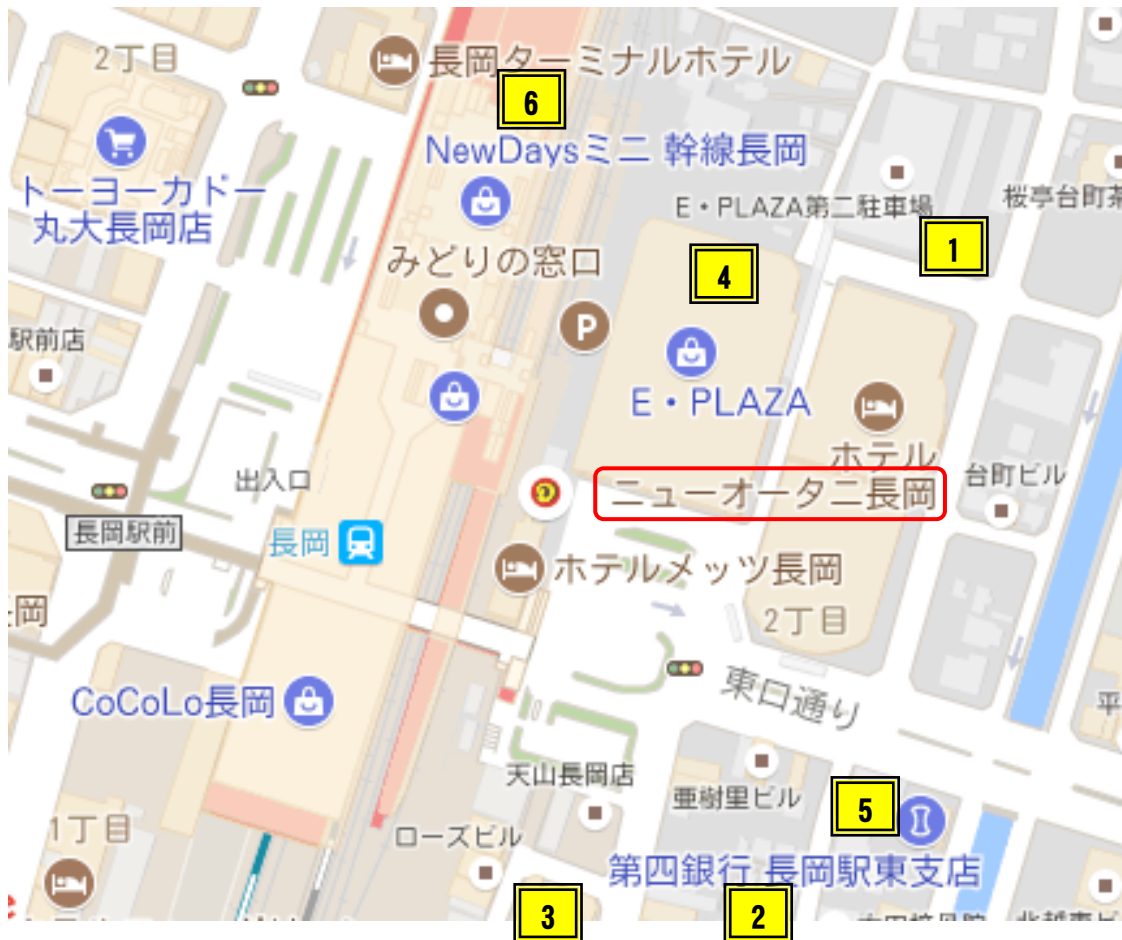 2丁目
長岡ターミナルホテル
6
NewDaysミニ 幹線長岡
トーヨーカドー
丸大長岡店
E・PLAZA第二駐車場
桜亭台町茶
1
みどりの窓口
4
P
駅前店
E・PLAZA
ホテル
ニューオータニ長岡
台町ビル
出入口
長岡駅前
長岡
ホテルメッツ長岡
岡
2丁目
東口通り
CoCoLo長岡
平
天山長岡店
亜樹里ビル
5
1丁目
ローズビル
第四銀行 長岡駅東支店
3
2